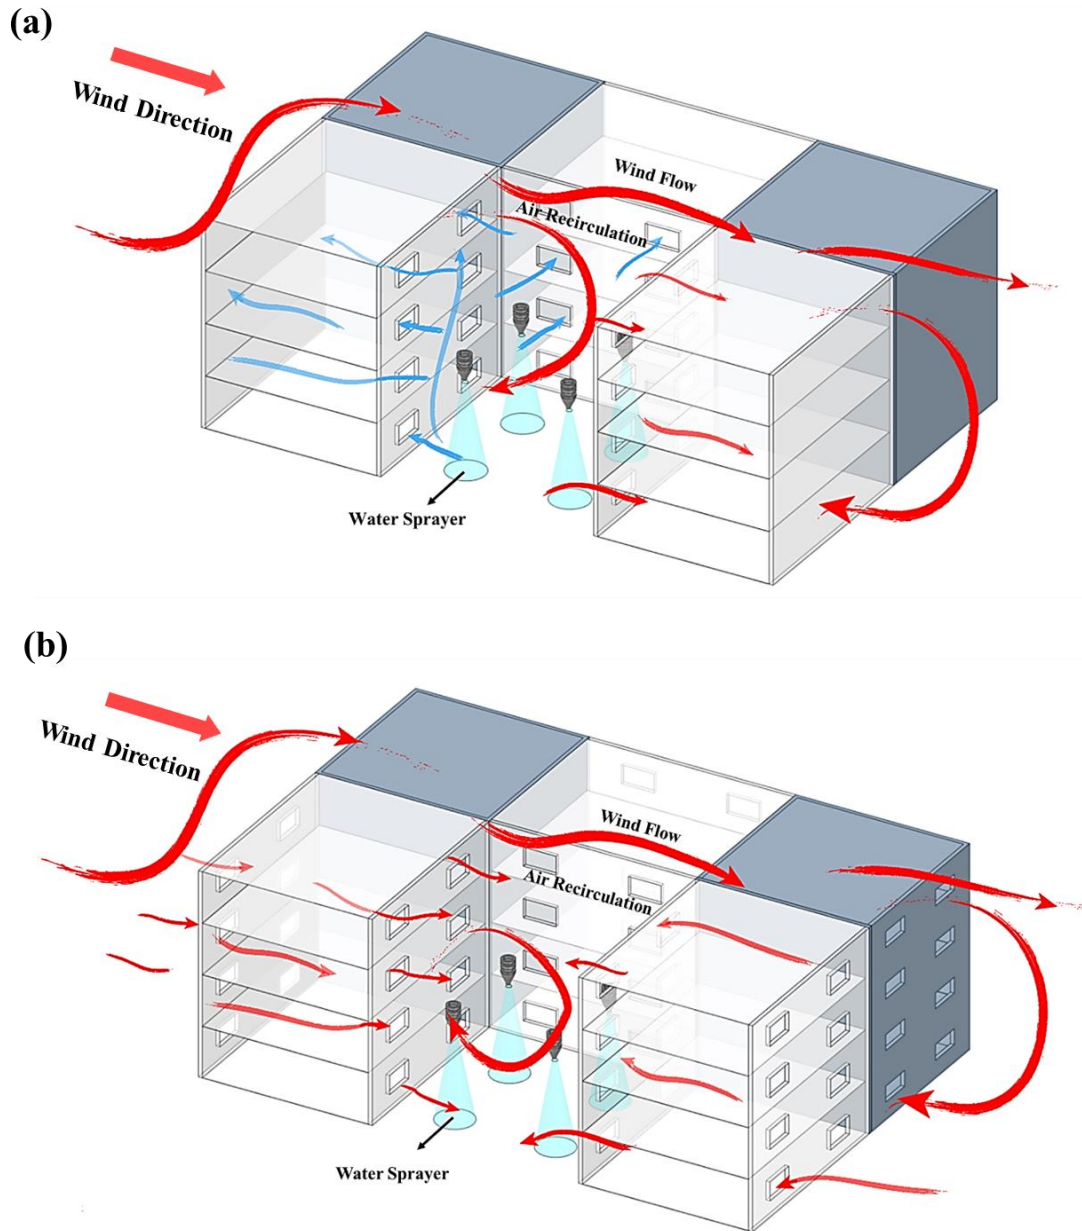 (a)
Wind Direction
Wind Flow
Air Recirculation
Water Sprayer
(b)
Wind Direction
Wind Flow
Air Recirculation
Water Sprayer